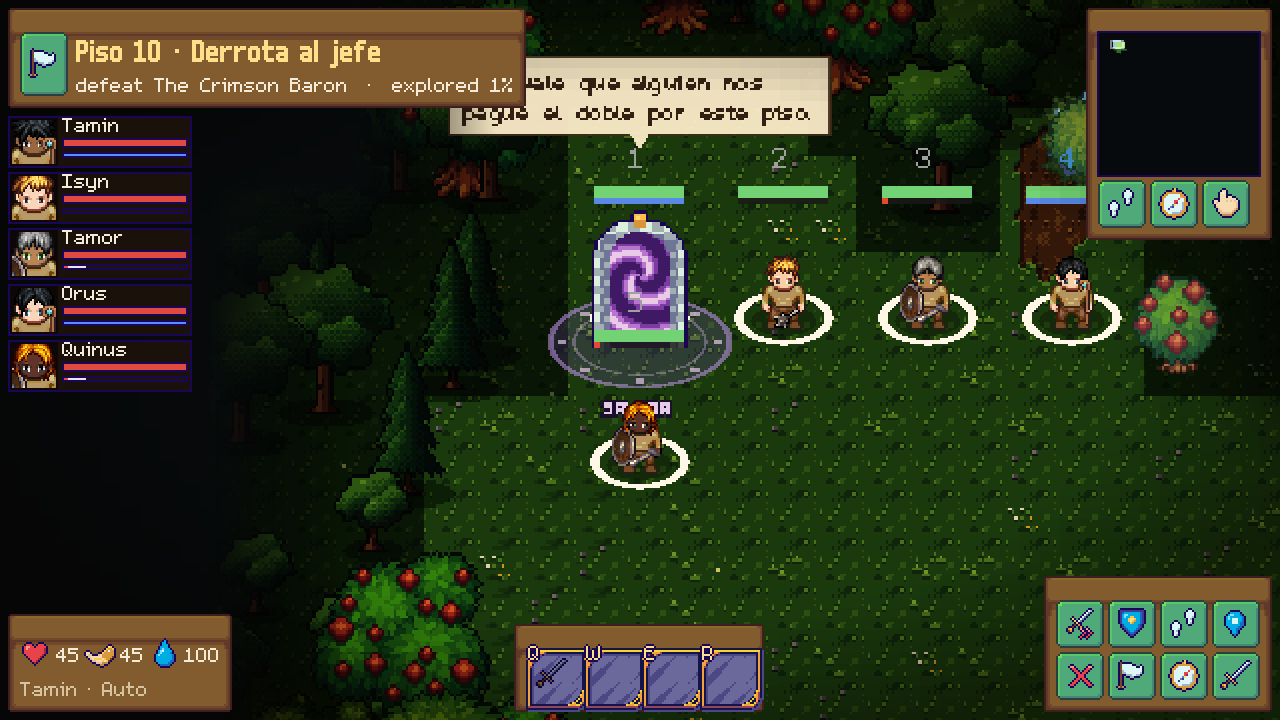 Piso 10 · Derrota al jefe
defeat The Crimson Baron · explored 1%
que alguien nos
pague el doble por este piso.
Tamin
Isyn
Tamor
Orus
Quinus
1
2
3
4
45 45 100
Tamin · Auto
Q W E R